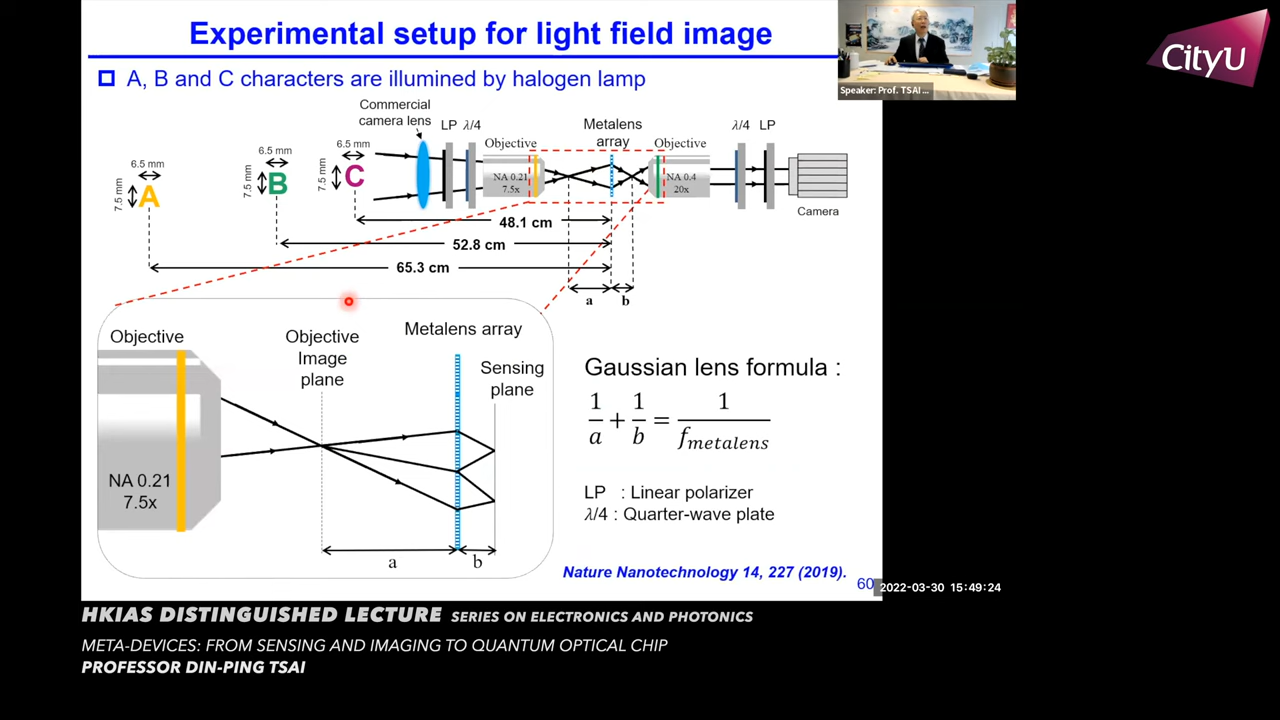 Experimental setup for light field image
CityU
A, B and C characters are illumined by halogen lamp
Speaker: Prof. TSAI ...
Commercial
camera lens
LP
λ/4
Objective
Metalens
array
Objective
λ/4
LP
6.5 mm
7.5 mm
A
6.5 mm
7.5 mm
B
6.5 mm
7.5 mm
C
NA 0.21
7.5x
NA 0.4
20x
Camera
48.1 cm
52.8 cm
65.3 cm
a
b
Objective
Objective
Image
plane
Metalens array
Sensing
plane
NA 0.21
7.5x
a
b
Gaussian lens formula :
1/a + 1/b = 1/f_metalens
LP : Linear polarizer
λ/4 : Quarter-wave plate
Nature Nanotechnology 14, 227 (2019).
60
2022-03-30 15:49:24
HKIAS DISTINGUISHED LECTURE SERIES ON ELECTRONICS AND PHOTONICS
META-DEVICES: FROM SENSING AND IMAGING TO QUANTUM OPTICAL CHIP
PROFESSOR DIN-PING TSAI